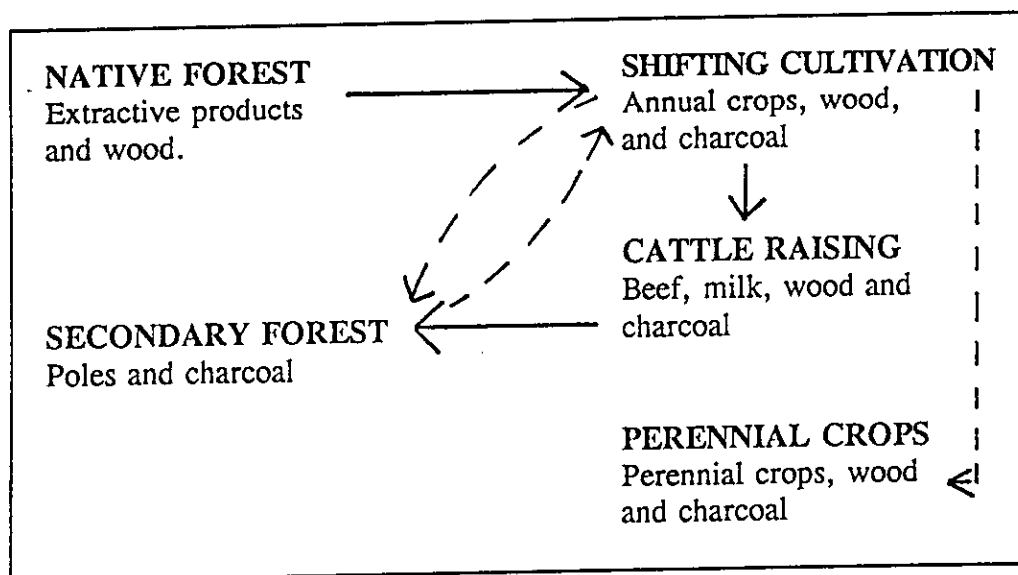 NATIVE FOREST
Extractive products
and wood.
SHIFTING CULTIVATION
Annual crops, wood,
and charcoal
CATTLE RAISING
Beef, milk, wood and
charcoal
SECONDARY FOREST
Poles and charcoal
PERENNIAL CROPS
Perennial crops, wood
and charcoal